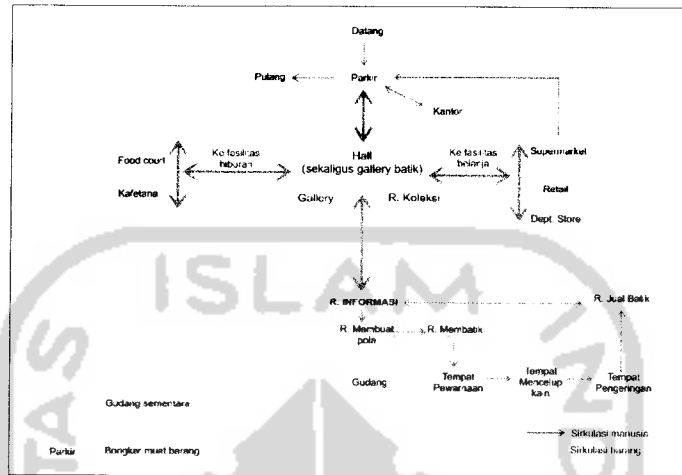 Datang
Pulang
Parkir
Kantor
Hall
(sekaligus gallery batik)
Ke fasilitas
hiburan
Ke fasilitas
belanja
Food court
Kafetaria
Supermarket
Retail
Dept. Store
Gallery
R. Koleksi
ISLAM
R. INFORMASI
R. Jual Batik
R. Membuat
pola
R. Membatik
Gudang
Tempat
Pewarnaan
Tempat
Mencelup
kain
Tempat
Pengeringan
Gudang sementara
Parkir
Bongkar muat barang
Sirkulasi manusia
Sirkulasi barang